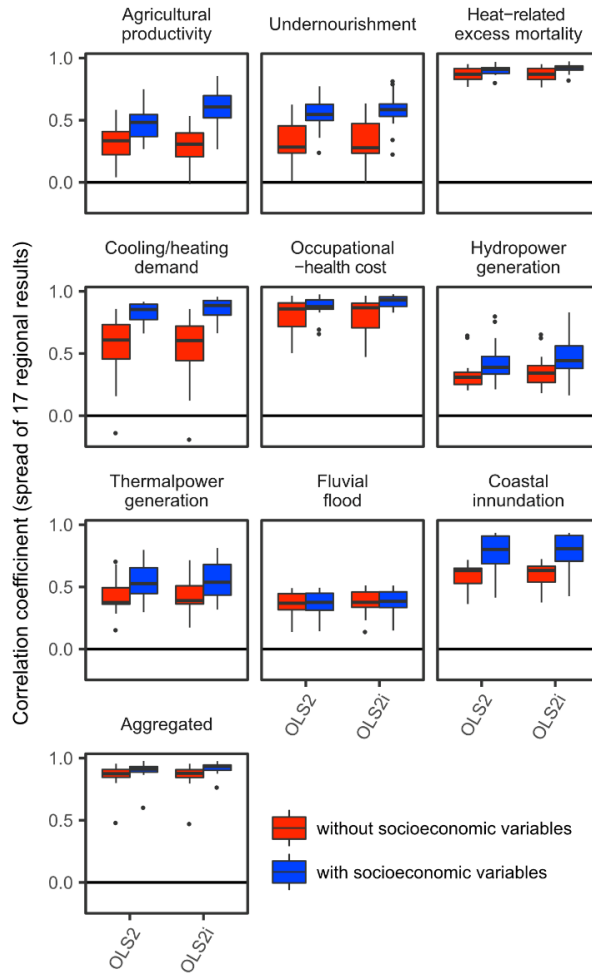 Agricultural
productivity
Undernourishment
Heat−related
excess mortality
1.0
0.5
0.0
Cooling/heating
demand
Occupational
−health cost
Hydropower
generation
1.0
0.5
0.0
Correlation coefficinent (spread of 17 regional results)
Thermalpower
generation
Fluvial
flood
Coastal
innundation
1.0
0.5
0.0
OLS2
OLS2i
OLS2
OLS2i
Aggregated
1.0
0.5
0.0
OLS2
OLS2i
without socioeconomic variables
with socioeconomic variables